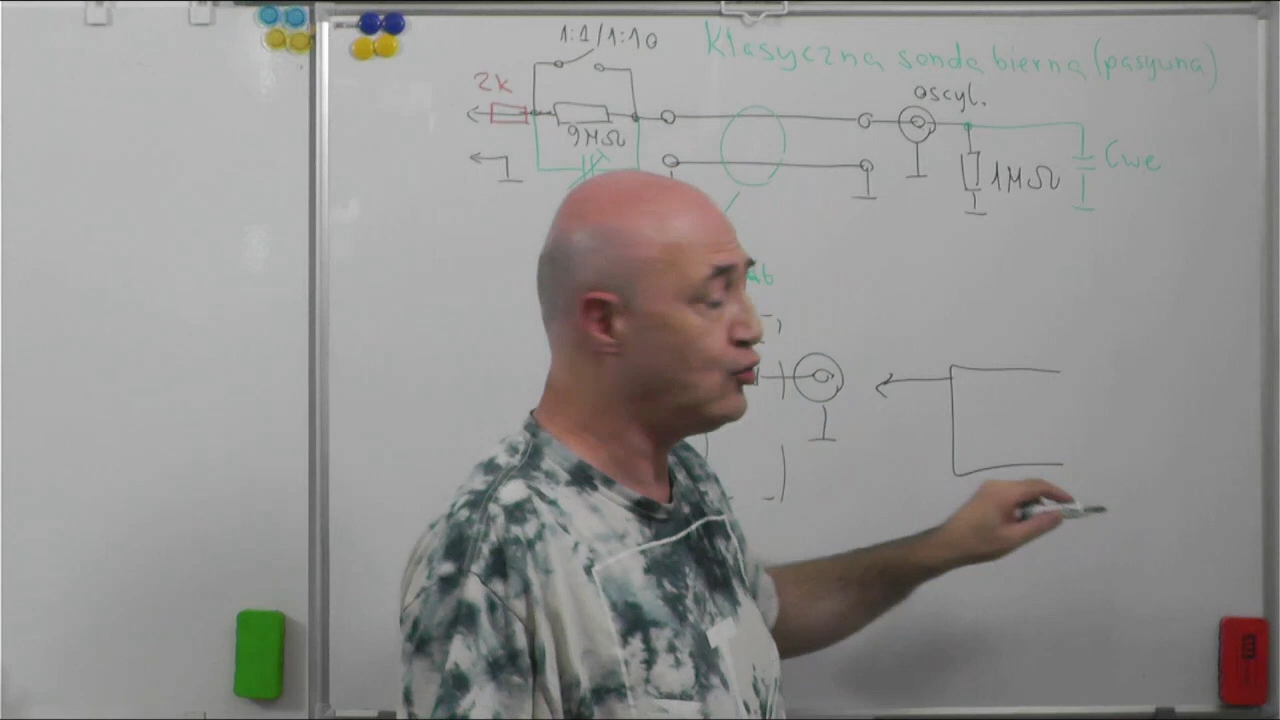 1:1/1:10
Klasyczna sonda bierna (pasywna)
2k
oscyl.
9MΩ
1MΩ
Cwe